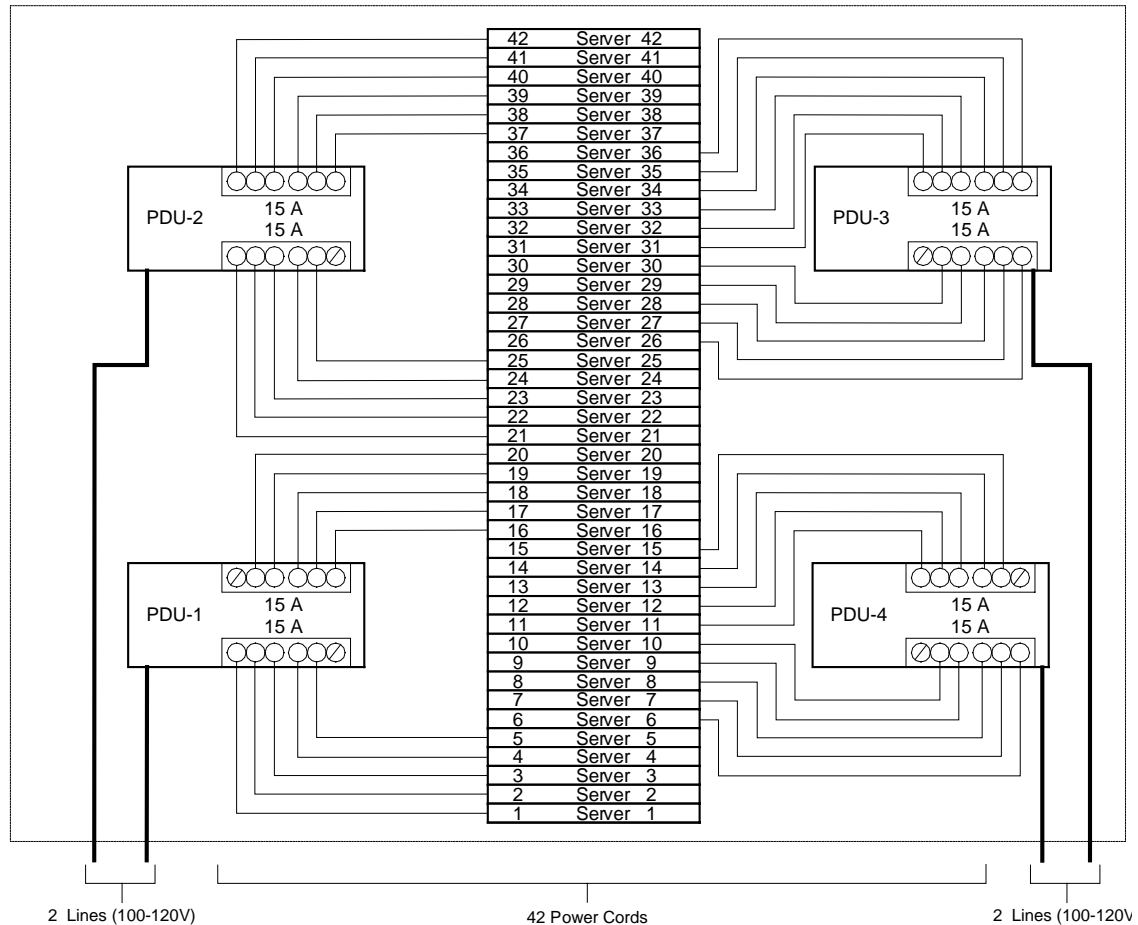 42 Server 42
41 Server 41
40 Server 40
39 Server 39
38 Server 38
37 Server 37
36 Server 36
35 Server 35
34 Server 34
33 Server 33
32 Server 32
31 Server 31
30 Server 30
29 Server 29
28 Server 28
27 Server 27
26 Server 26
25 Server 25
24 Server 24
23 Server 23
22 Server 22
21 Server 21
20 Server 20
19 Server 19
18 Server 18
17 Server 17
16 Server 16
15 Server 15
14 Server 14
13 Server 13
12 Server 12
11 Server 11
10 Server 10
9 Server 9
8 Server 8
7 Server 7
6 Server 6
5 Server 5
4 Server 4
3 Server 3
2 Server 2
1 Server 1
PDU-2
15 A
15 A
PDU-3
15 A
15 A
PDU-1
15 A
15 A
PDU-4
15 A
15 A
2 Lines (100-120V)
42 Power Cords
2 Lines (100-120V